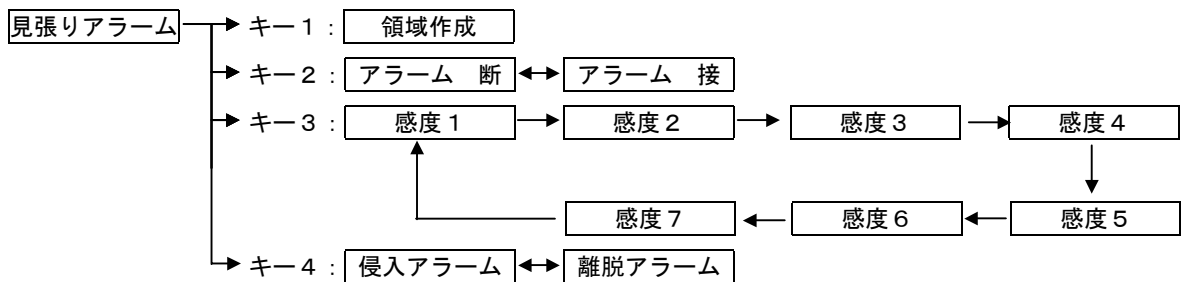 見張りアラーム キー１： 領域作成
キー２： アラーム　断 アラーム　接
キー３： 感度１ 感度２ 感度３ 感度４
感度７ 感度６ 感度５
キー４： 侵入アラーム 離脱アラーム